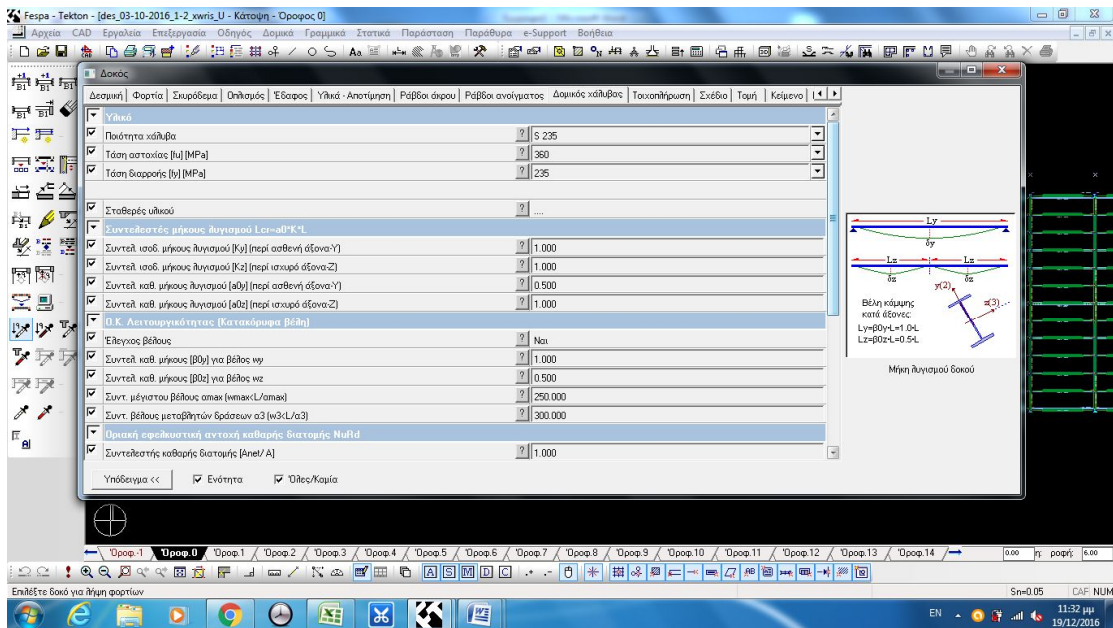 Fespa - Tekton - [des_03-10-2016_1-2_xwris_U - Κάτοψη - Όροφος 0]
Αρχεία CAD Εργαλεία Επεξεργασία Οδηγός Δομικά Γραμμικά Στατικά Παράσταση Παράθυρα e-Support Βοήθεια
Δοκός
Δεσμική Φορτία Σκυρόδεμα Οπλισμός Έδαφος Υλικά - Αποτίμηση Ράβδοι άκρου Ράβδοι ανοίγματος Δομικός χάλυβας Τοιχοπλήρωση Σχέδιο Τομή Κείμενο
Υλικό
Ποιότητα χάλυβα ? S 235
Τάση αστοχίας [fu] [MPa] ? 360
Τάση διαρροής [fy] [MPa] ? 235
Σταθερές υλικού ? ....
Συντελεστές μήκους λυγισμού Lcr=a0*K*L
Συντελ. ισοδ. μήκους λυγισμού [Ky] (περί ασθενή άξονα-Y) ? 1.000
Συντελ. ισοδ. μήκους λυγισμού [Kz] (περί ισχυρό άξονα-Z) ? 1.000
Συντελ. καθ. μήκους λυγισμού [a0y] (περί ασθενή άξονα-Y) ? 0.500
Συντελ. καθ. μήκους λυγισμού [a0z] (περί ισχυρό άξονα-Z) ? 1.000
Ο.Κ. Λειτουργικότητας (Κατακόρυφα βέλη)
Έλεγχος βέλους ? Ναι
Συντελ. καθ. μήκους [β0y] για βέλος wy ? 1.000
Συντελ. καθ. μήκους [β0z] για βέλος wz ? 0.500
Συντ. μέγιστου βέλους αmax (wmax<L/αmax) ? 250.000
Συντ. βέλους μεταβλητών δράσεων α3 (w3<L/α3) ? 300.000
Οριακή εφελκυστική αντοχή καθαρής διατομής NuRd
Συντελεστής καθαρής διατομής [Anet/ A] ? 1.000
Ly
δy
Lz Lz
δz δz
y(2)
z(3)
Βέλη κάμψης
κατά άξονες:
Ly=β0y·L=1.0·L
Lz=β0z·L=0.5·L
Μήκη λυγισμού δοκού
Υπόδειγμα << Ενότητα Όλες/Καμία
Όροφ.-1 Όροφ.0 Όροφ.1 Όροφ.2 Όροφ.3 Όροφ.4 Όροφ.5 Όροφ.6 Όροφ.7 Όροφ.8 Όροφ.9 Όροφ.10 Όροφ.11 Όροφ.12 Όροφ.13 Όροφ.14 0.00 6.00
A S M D C
Επιλέξτε δοκό για λήψη φορτίων Sn=0.05 CAF NUM
EN 11:32 μμ
19/12/2016